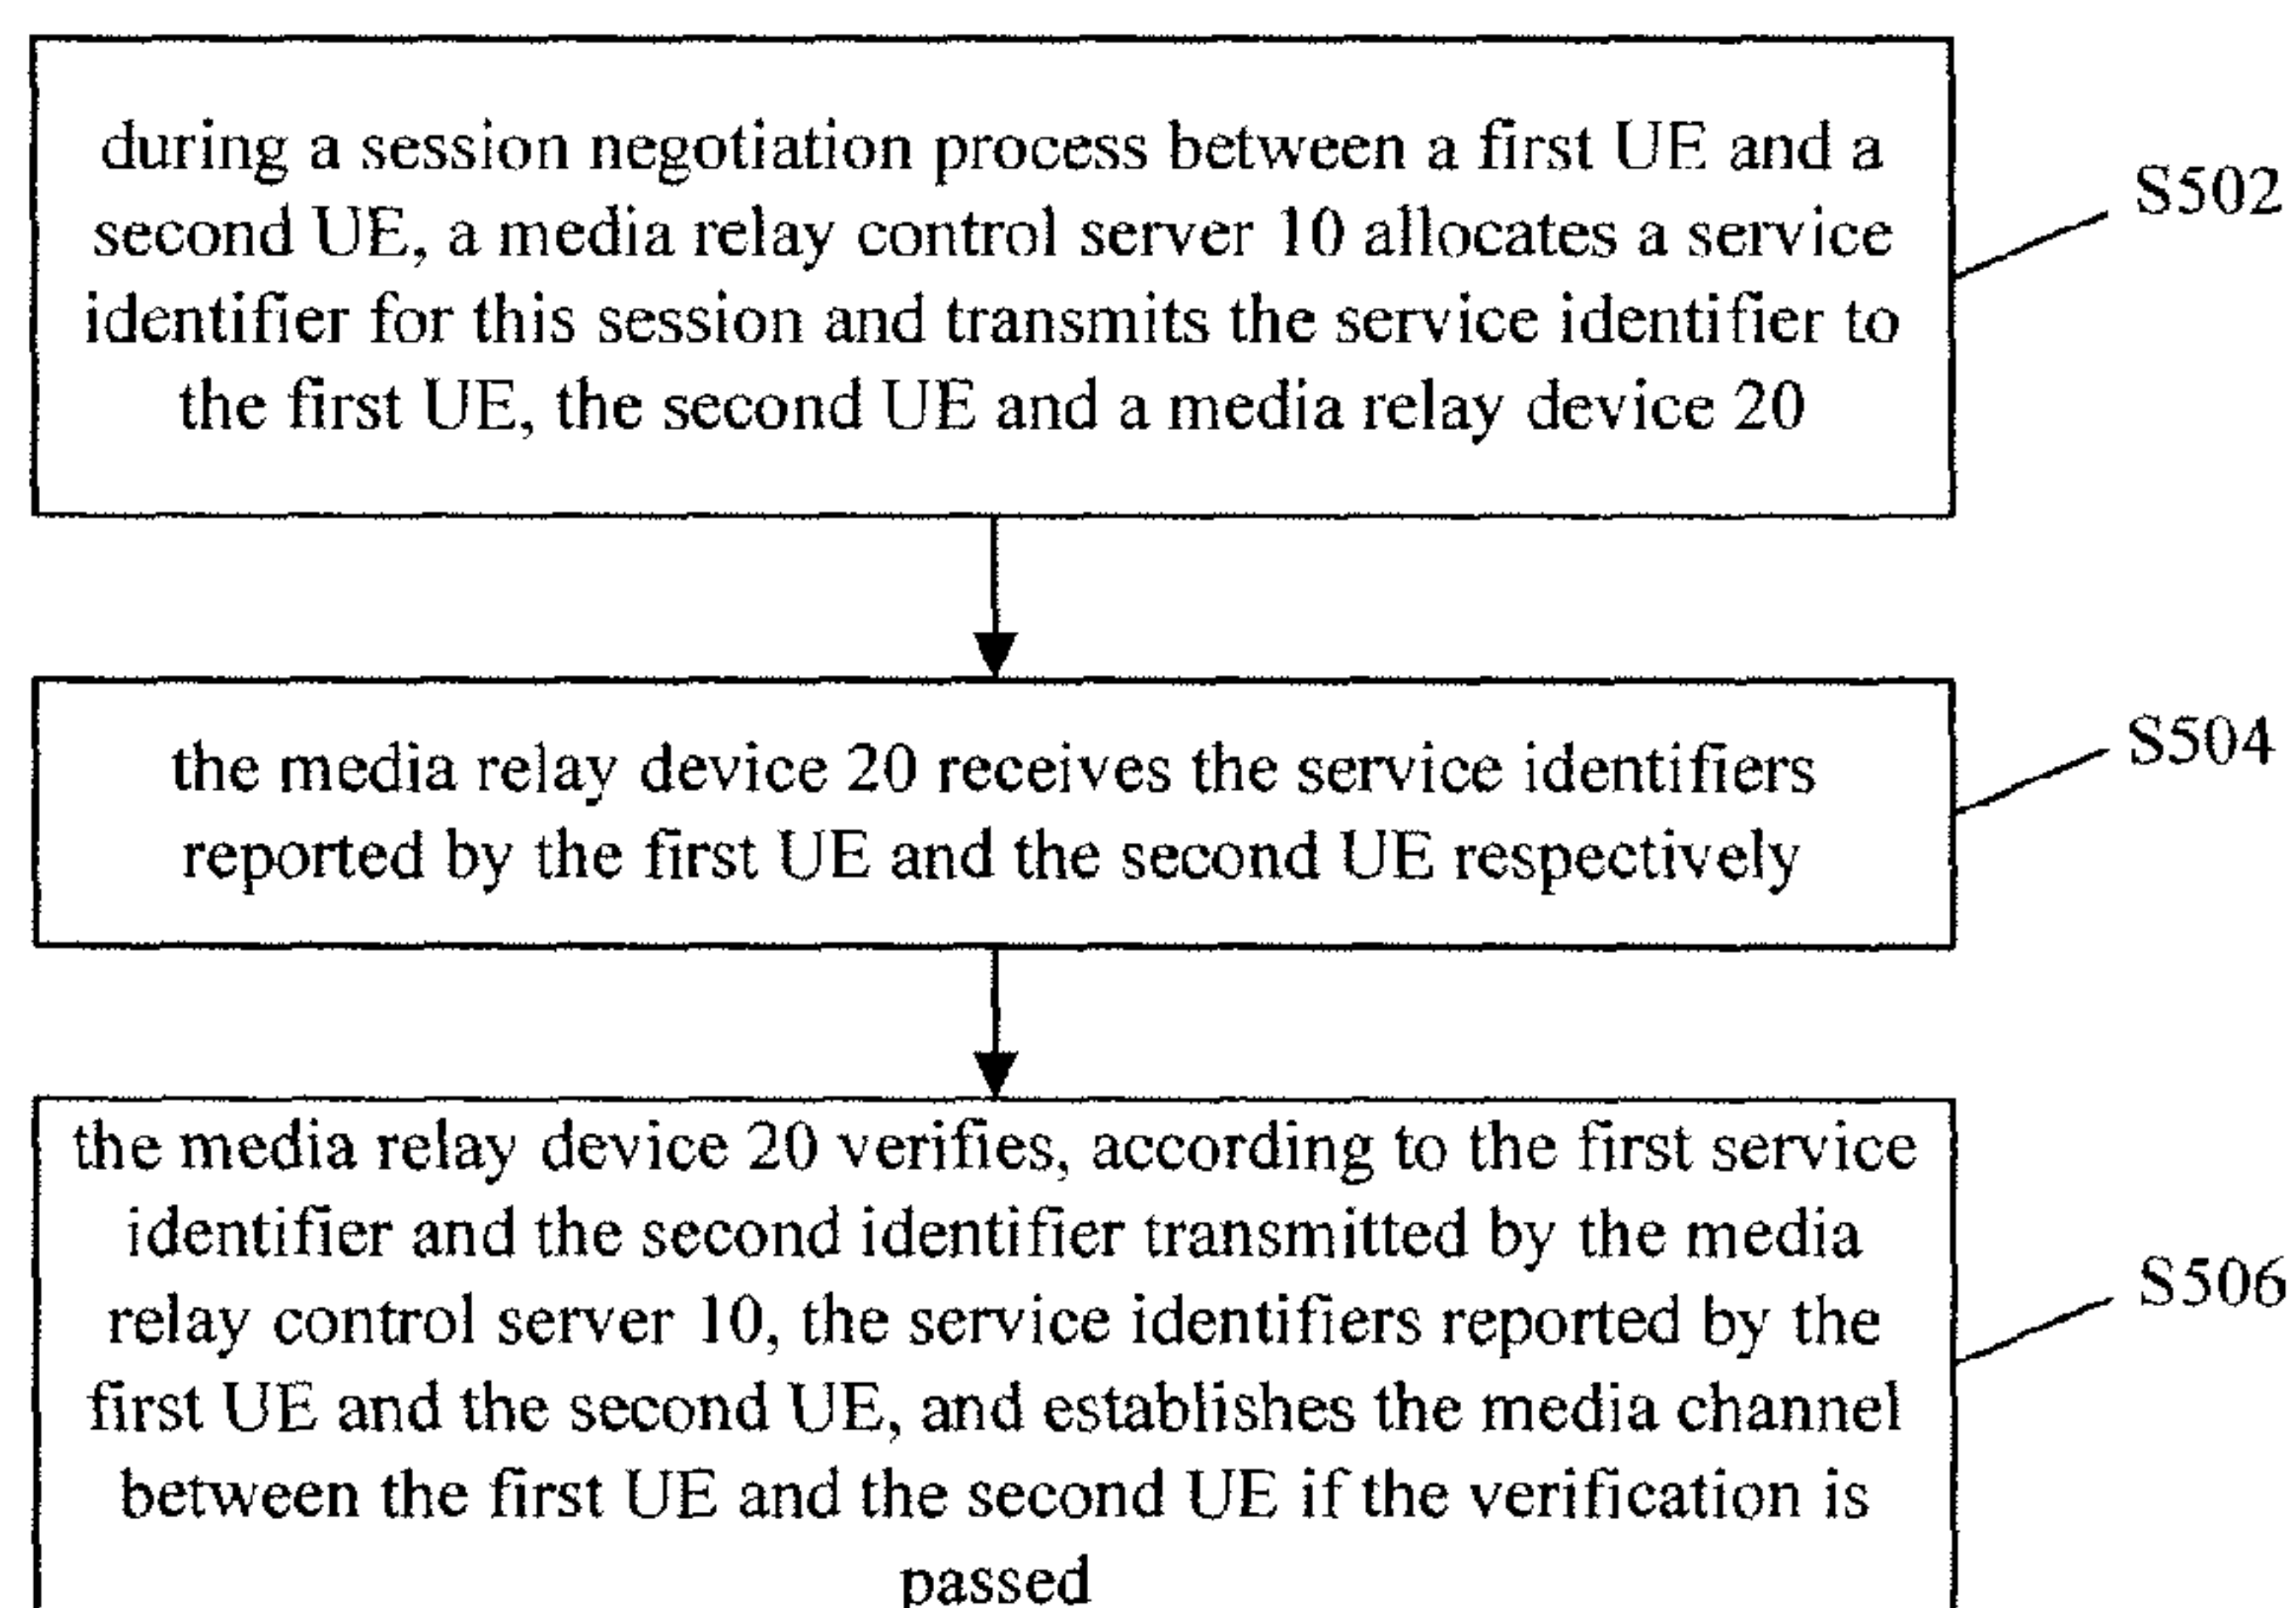 during a session negotiation process between a first UE and a
second UE, a media relay control server 10 allocates a service
identifier for this session and transmits the service identifier to
the first UE, the second UE and a media relay device 20
S502
the media relay device 20 receives the service identifiers
reported by the first UE and the second UE respectively
S504
the media relay device 20 verifies, according to the first service
identifier and the second identifier transmitted by the media
relay control server 10, the service identifiers reported by the
first UE and the second UE, and establishes the media channel
between the first UE and the second UE if the verification is
passed
S506